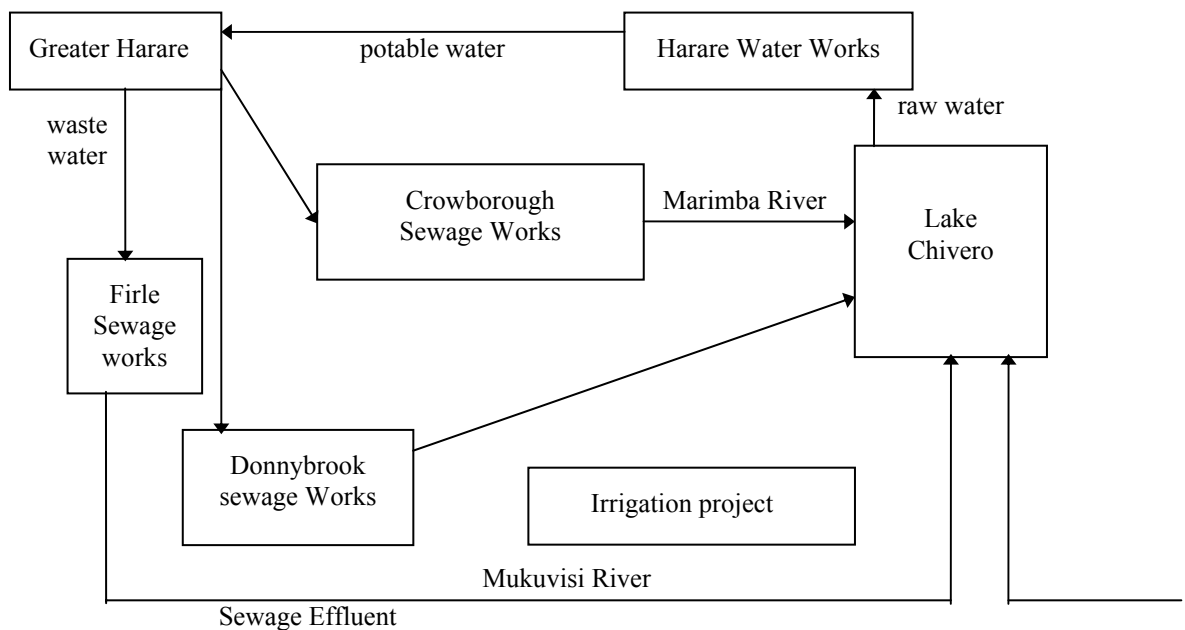 Greater Harare
potable water
Harare Water Works
waste
water
raw water
Crowborough
Sewage Works
Marimba River
Lake
Chivero
Firle
Sewage
works
Donnybrook
sewage Works
Irrigation project
Mukuvisi River
Sewage Effluent